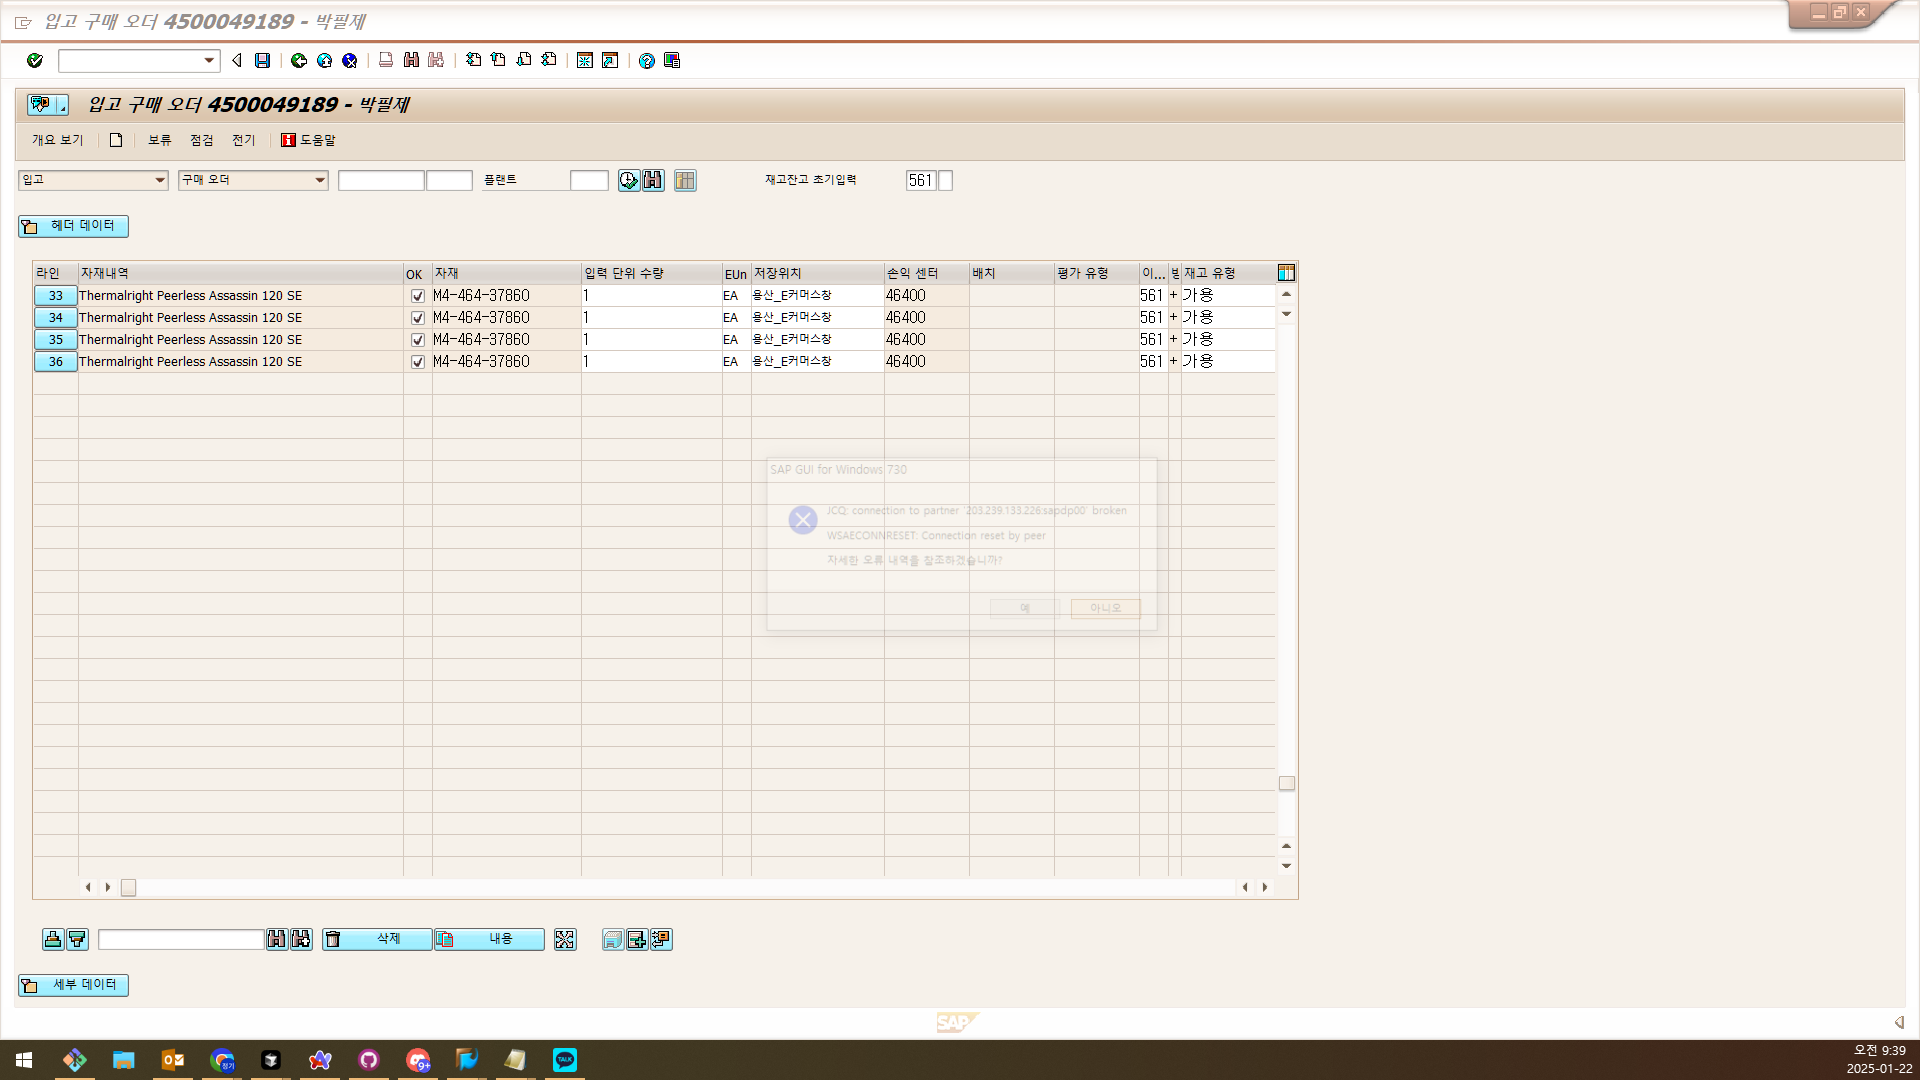 입고 구매 오더 4500049189 - 박필제
입고 구매 오더 4500049189 - 박필제
개요 보기 보류 점검 전기 도움말
입고 구매 오더 플랜트 재고잔고 초기입력 561
헤더 데이터
라인 자재내역 OK 자재 입력 단위 수량 EUn 저장위치 손익 센터 배치 평가 유형 이... 방 재고 유형
33 Thermalright Peerless Assassin 120 SE M4-464-37860 1 EA 용산_E커머스창 46400 561 + 가용
34 Thermalright Peerless Assassin 120 SE M4-464-37860 1 EA 용산_E커머스창 46400 561 + 가용
35 Thermalright Peerless Assassin 120 SE M4-464-37860 1 EA 용산_E커머스창 46400 561 + 가용
36 Thermalright Peerless Assassin 120 SE M4-464-37860 1 EA 용산_E커머스창 46400 561 + 가용
SAP GUI for Windows 730
JCQ: connection to partner '203.239.133.226:sapdp00' broken
WSAECONNRESET: Connection reset by peer
자세한 오류 내역을 참조하겠습니까?
예 아니오
삭제 내용
세부 데이터
SAP
정기 9+ TALK
오전 9:39
2025-01-22